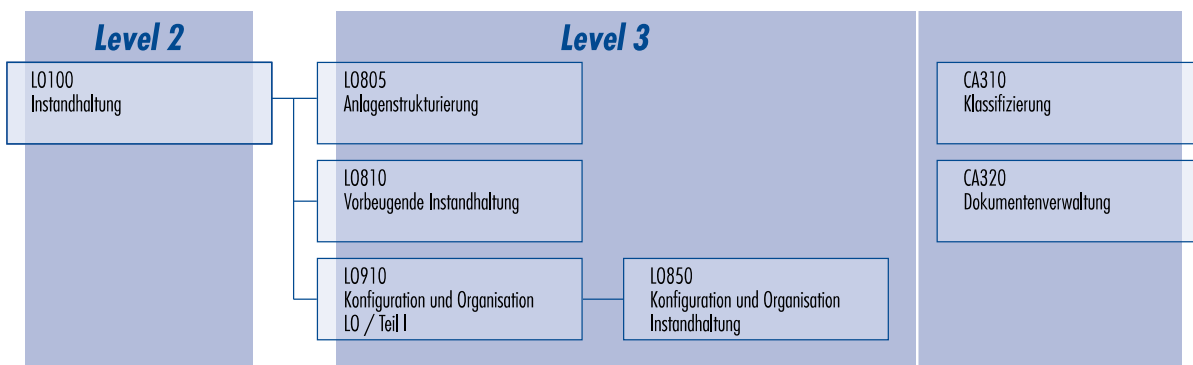 Level 2
Level 3
LO100
Instandhaltung
LO805
Anlagenstrukturierung
CA310
Klassifizierung
LO810
Vorbeugende Instandhaltung
CA320
Dokumentenverwaltung
LO910
Konfiguration und Organisation
LO / Teil I
LO850
Konfiguration und Organisation
Instandhaltung